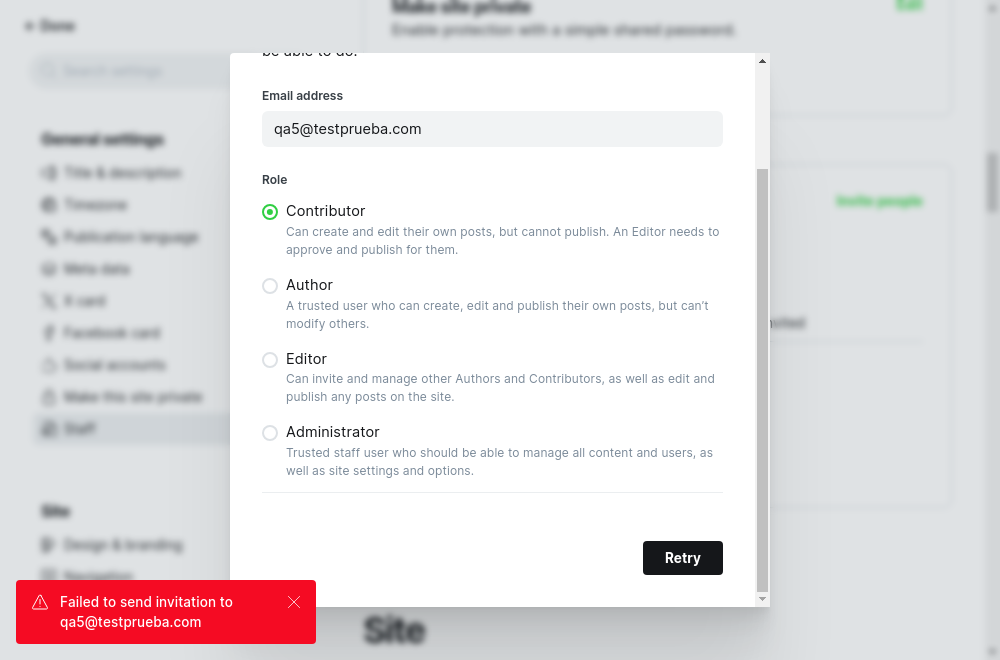 Make site private
Edit
Enable protection with a simple shared password.
Done
Search settings
General settings
Title & description
Timezone
Publication language
Meta data
X card
Facebook card
Social accounts
Make this site private
Staff
Site
Design & branding
Navigation
Invite people
be able to do.
Email address
qa5@testprueba.com
Role
Contributor
Can create and edit their own posts, but cannot publish. An Editor needs to
approve and publish for them.
Author
A trusted user who can create, edit and publish their own posts, but can't
modify others.
Editor
Can invite and manage other Authors and Contributors, as well as edit and
publish any posts on the site.
Administrator
Trusted staff user who should be able to manage all content and users, as
well as site settings and options.
Retry
Failed to send invitation to
qa5@testprueba.com
Site